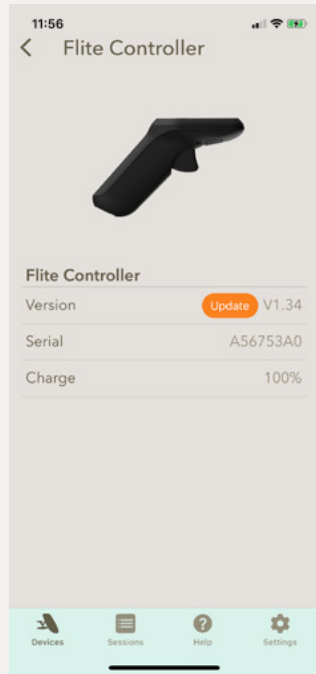 11:56
Flite Controller
Flite Controller
Version Update V1.34
Serial A56753A0
Charge 100%
Devices Sessions Help Settings